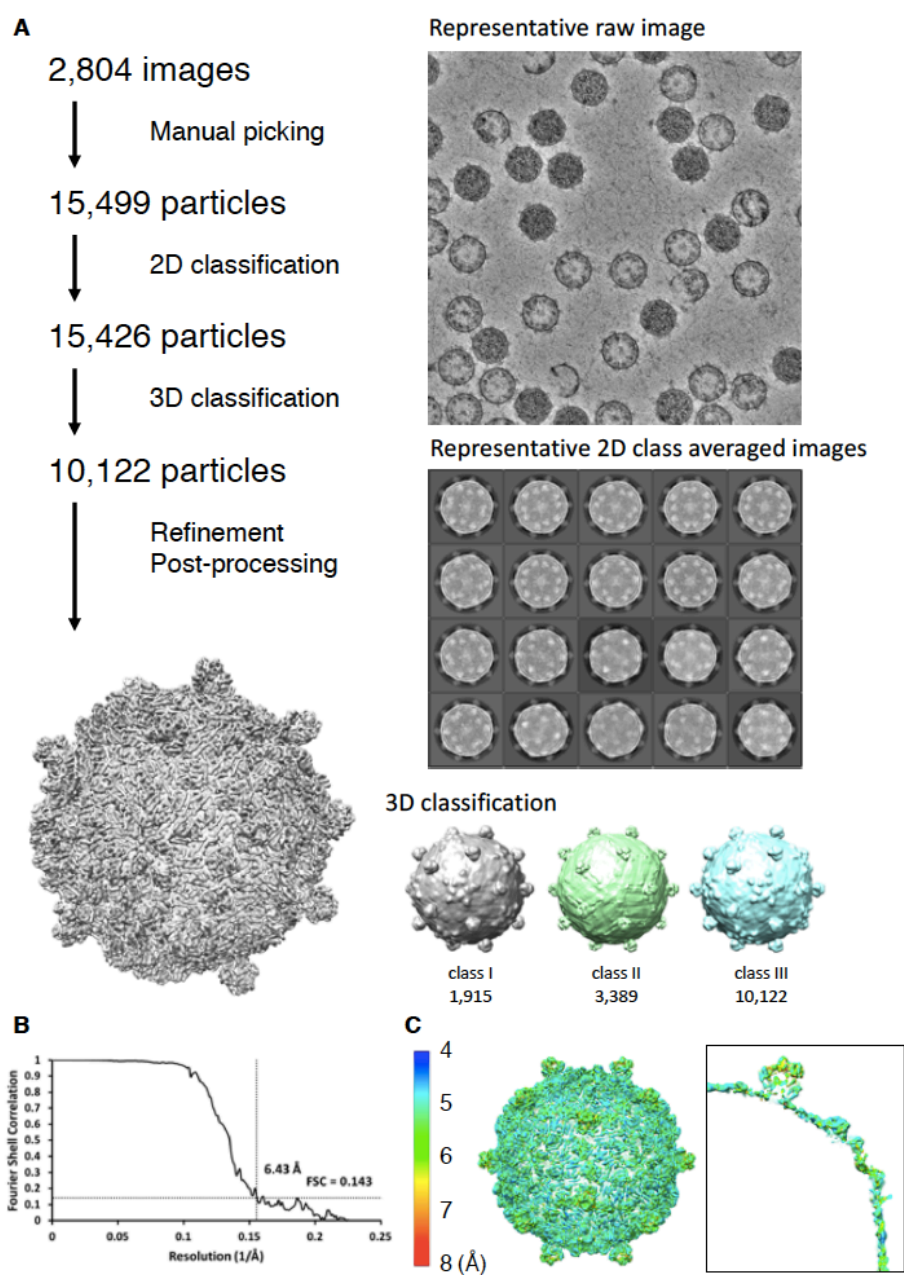 A
Representative raw image
2,804 images
Manual picking
15,499 particles
2D classification
15,426 particles
3D classification
10,122 particles
Refinement
Post-processing
Representative 2D class averaged images
3D classification
class I
1,915
class II
3,389
class III
10,122
B
Fourier Shell Correlation
1
0.9
0.8
0.7
0.6
0.5
0.4
0.3
0.2
0.1
0
6.43 Å
FSC = 0.143
0
0.05
0.1
0.15
0.2
0.25
Resolution (1/Å)
C
4
5
6
7
8 (Å)